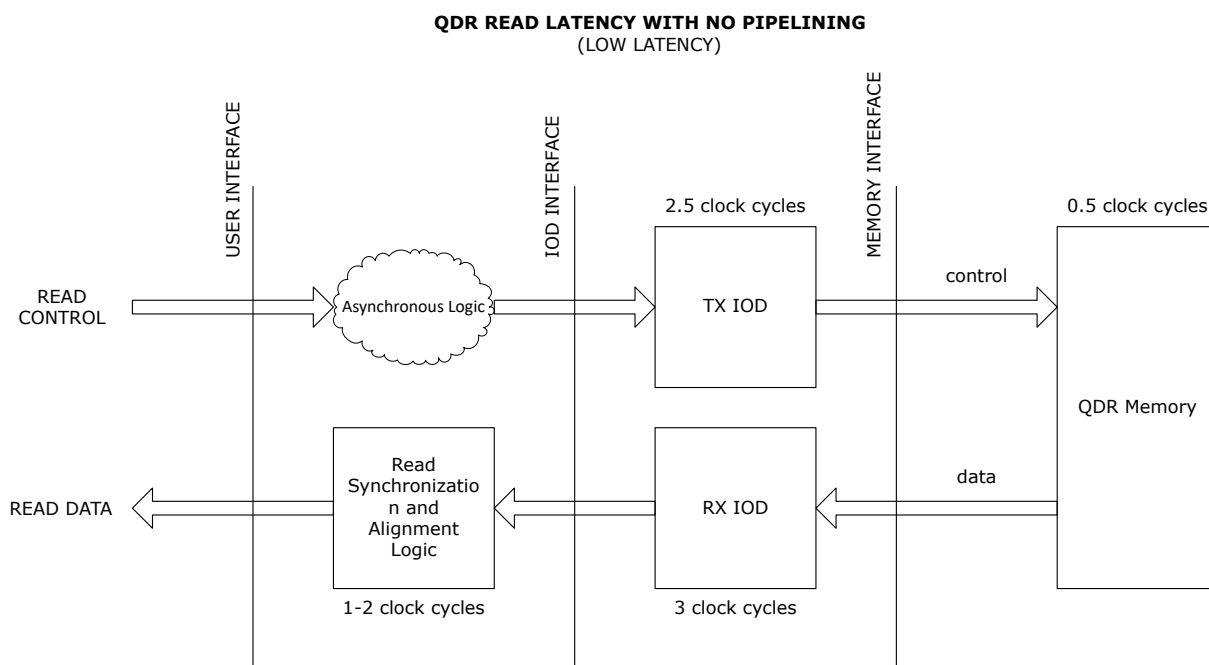 QDR READ LATENCY WITH NO PIPELINING
(LOW LATENCY)
USER INTERFACE
IOD INTERFACE
MEMORY INTERFACE
2.5 clock cycles
0.5 clock cycles
READ
CONTROL
Asynchronous Logic
TX IOD
control
QDR Memory
READ DATA
Read
Synchronizatio
n and
Alignment
Logic
RX IOD
data
1-2 clock cycles
3 clock cycles